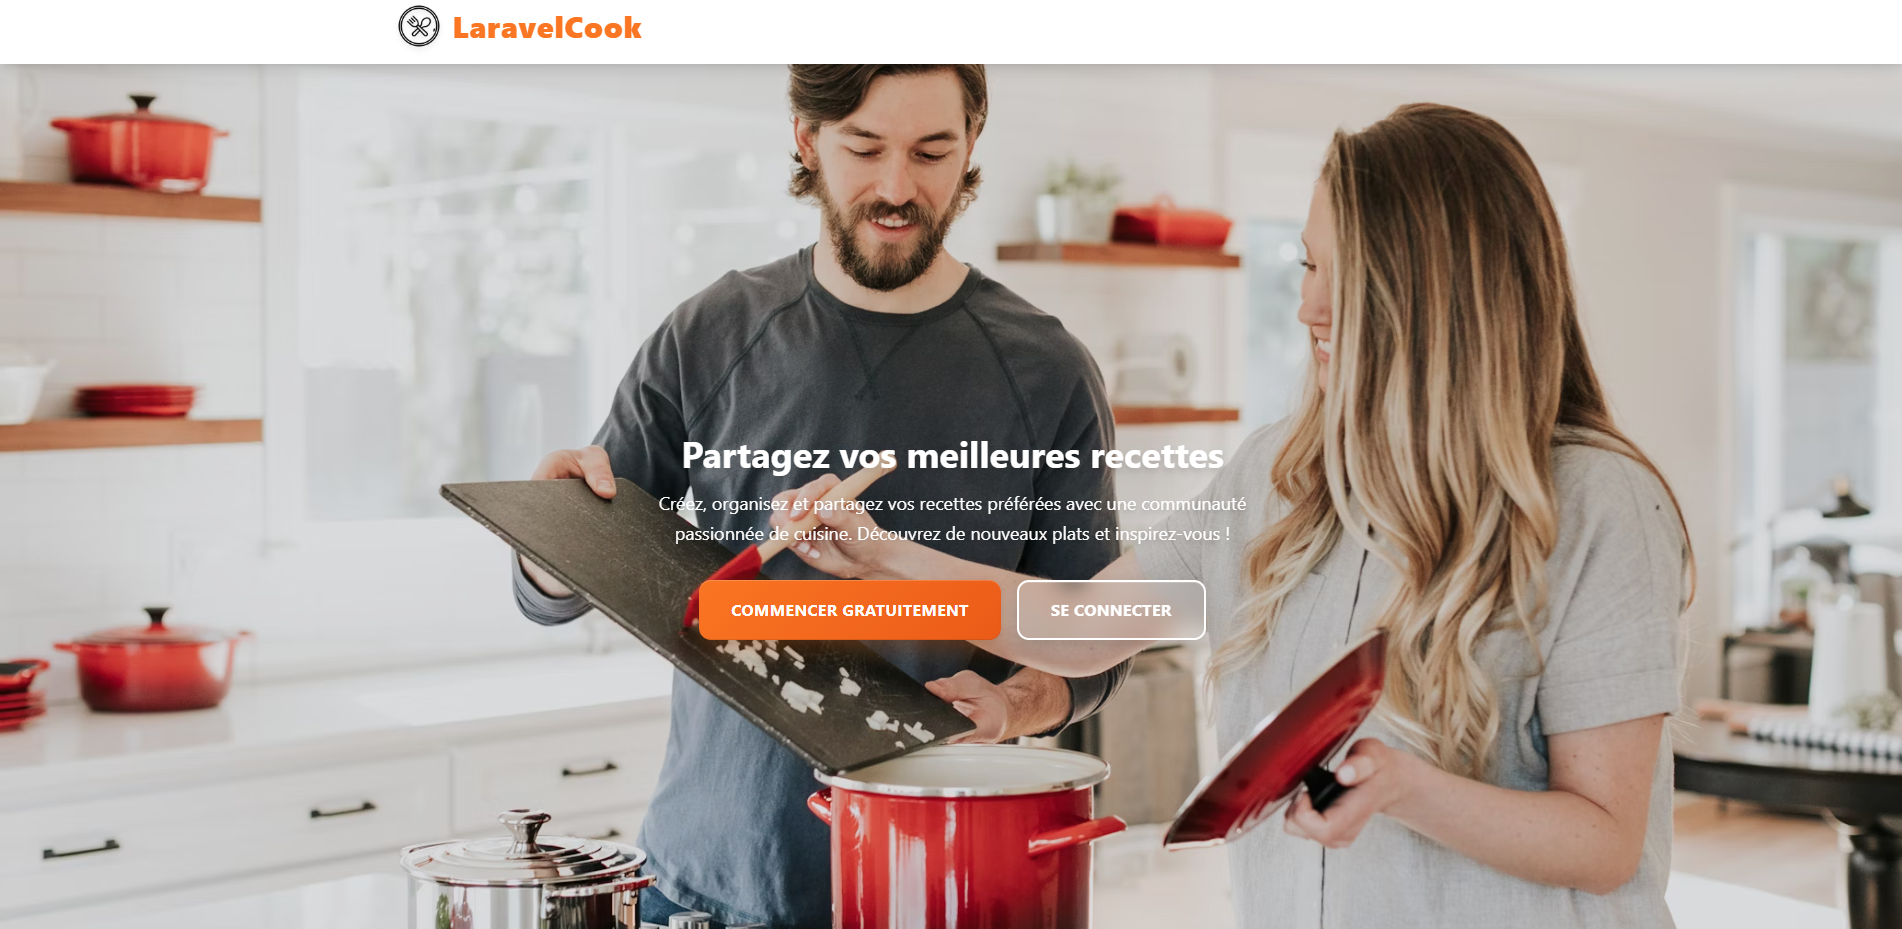 LaravelCook
Partagez vos meilleures recettes
Créez, organisez et partagez vos recettes préférées avec une communauté
passionnée de cuisine. Découvrez de nouveaux plats et inspirez-vous !
COMMENCER GRATUITEMENT
SE CONNECTER